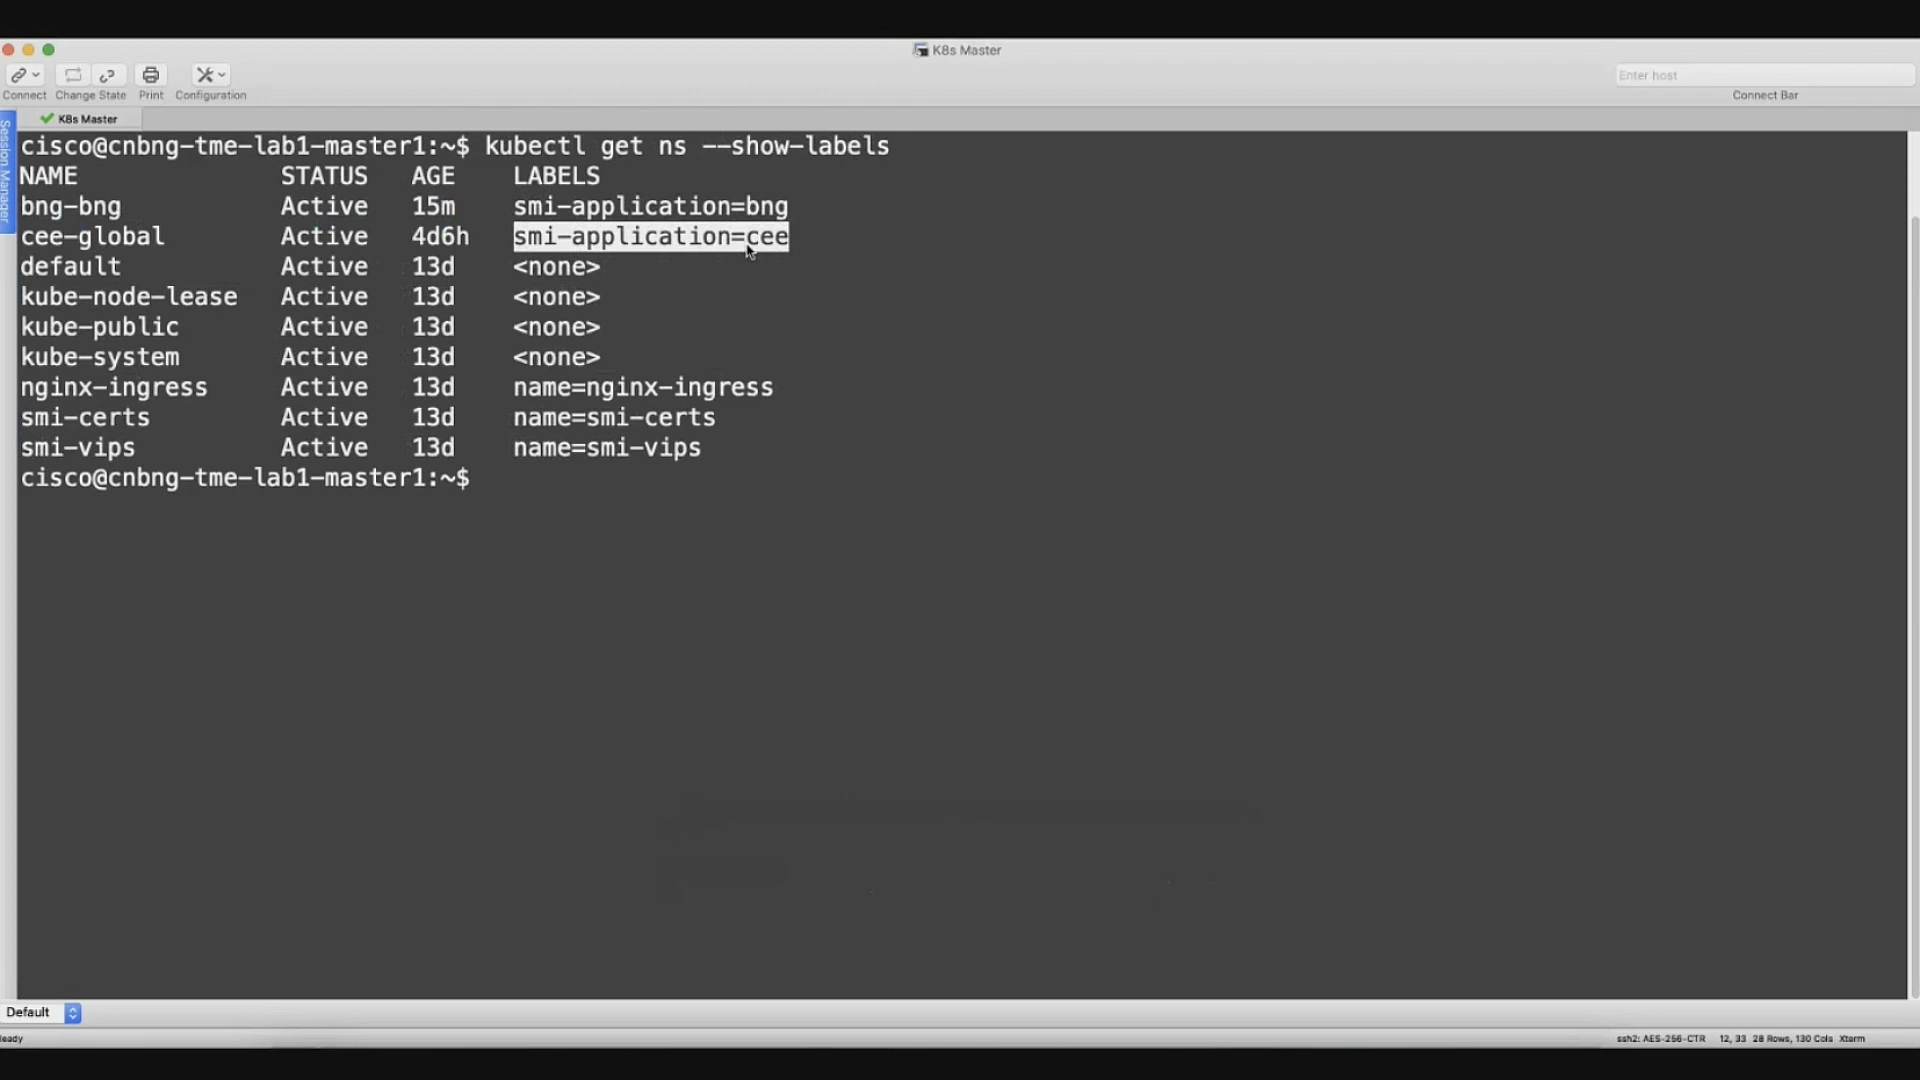 K8s Master
Connect
Change State
Print
Configuration
Enter host
Connect Bar
Session Manager
K8s Master
cisco@cnbng-tme-lab1-master1:~$ kubectl get ns --show-labels
NAME STATUS AGE LABELS
bng-bng Active 15m smi-application=bng
cee-global Active 4d6h smi-application=cee
default Active 13d <none>
kube-node-lease Active 13d <none>
kube-public Active 13d <none>
kube-system Active 13d <none>
nginx-ingress Active 13d name=nginx-ingress
smi-certs Active 13d name=smi-certs
smi-vips Active 13d name=smi-vips
cisco@cnbng-tme-lab1-master1:~$
Default
eady
ssh2: AES-256-CTR 12, 33 28 Rows, 130 Cols Xterm